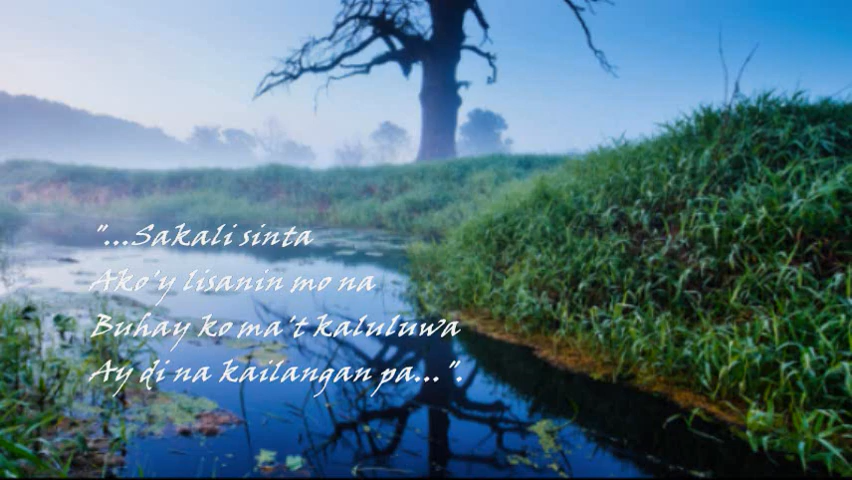 "...Sakali sinta
Ako'y lisanin mo na
Buhay ko ma't kaluluwa
Ay di na kailangan pa...".